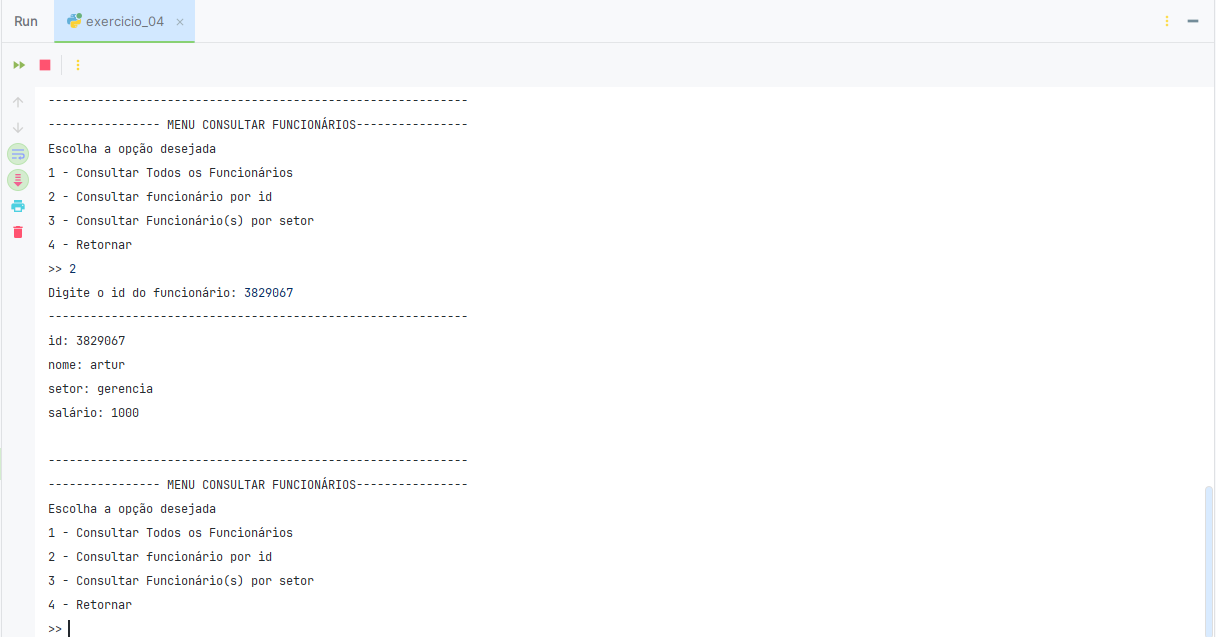 Run
exercicio_04
------------------------------------------------------------
---------------- MENU CONSULTAR FUNCIONÁRIOS----------------
Escolha a opção desejada
1 - Consultar Todos os Funcionários
2 - Consultar funcionário por id
3 - Consultar Funcionário(s) por setor
4 - Retornar
>> 2
Digite o id do funcionário: 3829067
------------------------------------------------------------
id: 3829067
nome: artur
setor: gerencia
salário: 1000
------------------------------------------------------------
---------------- MENU CONSULTAR FUNCIONÁRIOS----------------
Escolha a opção desejada
1 - Consultar Todos os Funcionários
2 - Consultar funcionário por id
3 - Consultar Funcionário(s) por setor
4 - Retornar
>>